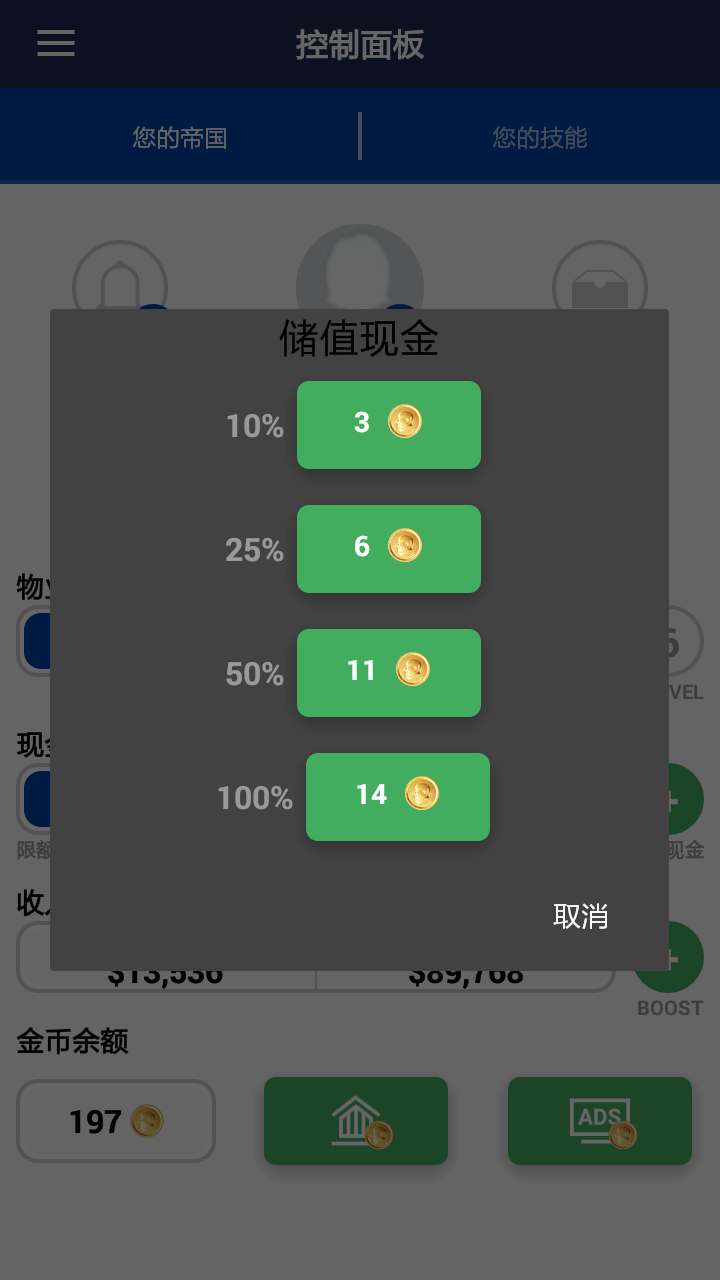 控制面板
您的帝国
您的技能
储值现金
10%
3
25%
6
50%
11
100%
14
取消
物
VEL
现
限
现金
收
$13,536
$89,768
BOOST
金币余额
197
ADS